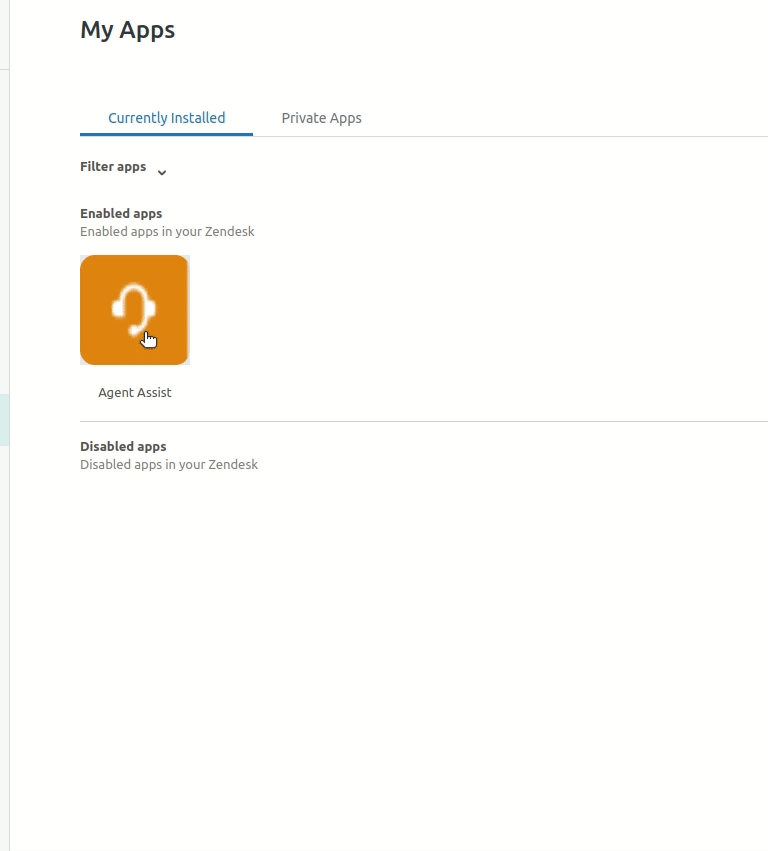 My Apps
Currently Installed
Private Apps
Filter apps
Enabled apps
Enabled apps in your Zendesk
Agent Assist
Disabled apps
Disabled apps in your Zendesk